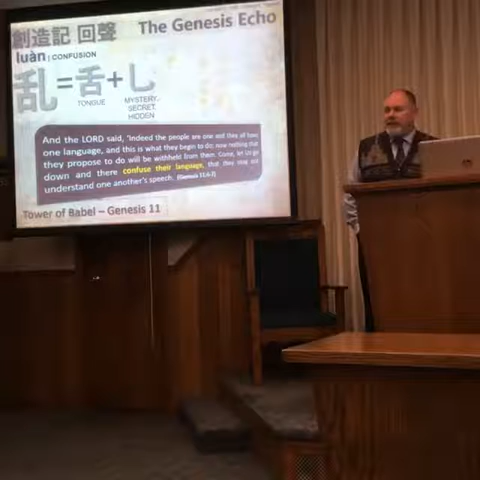 創造記 回聲 The Genesis Echo
luàn | CONFUSION
乱 = 舌 + 乚
TONGUE
MYSTERY,
SECRET,
HIDDEN
And the LORD said, "Indeed the people are one and they all have
one language, and this is what they begin to do; now nothing that
they propose to do will be withheld from them. Come, let Us go
down and there confuse their language, that they may not
understand one another's speech. (Genesis 11:6-7)
Tower of Babel – Genesis 11